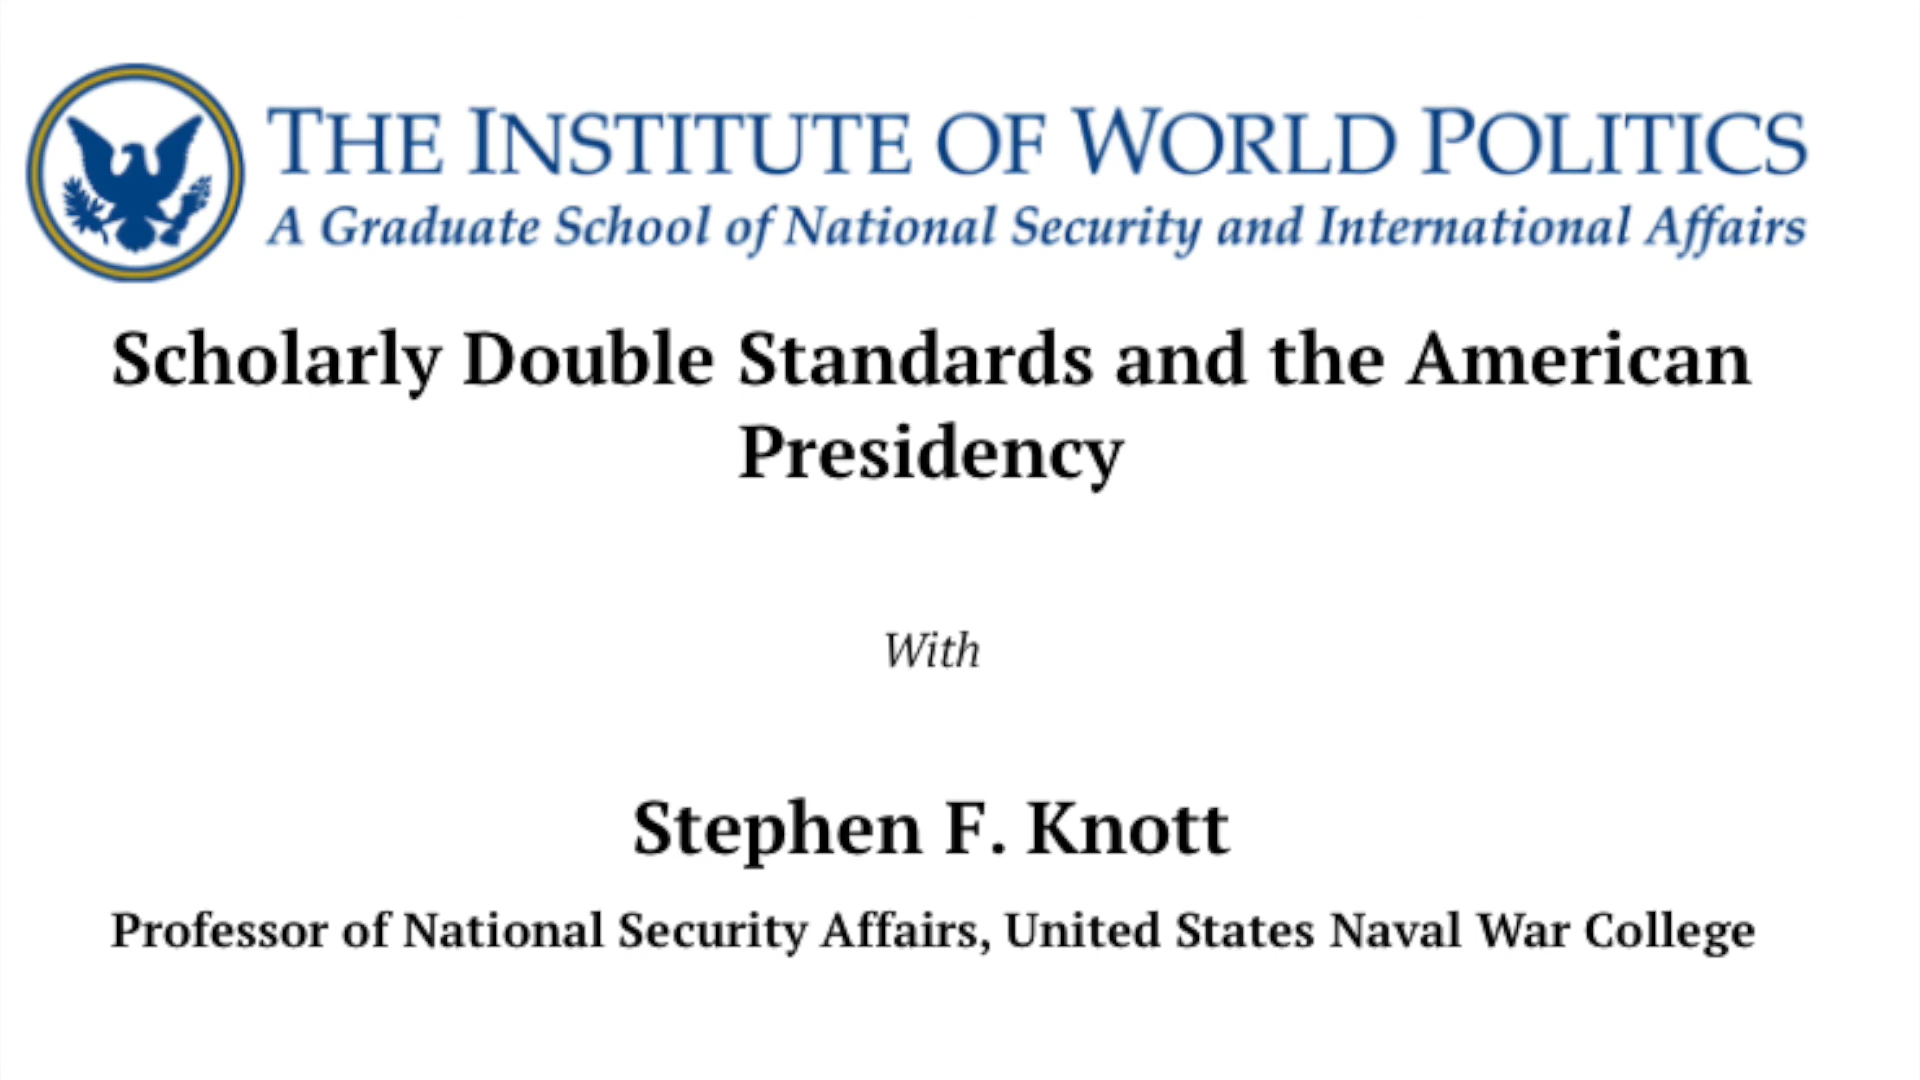 THE INSTITUTE OF WORLD POLITICS
A Graduate School of National Security and International Affairs
Scholarly Double Standards and the American
Presidency
With
Stephen F. Knott
Professor of National Security Affairs, United States Naval War College